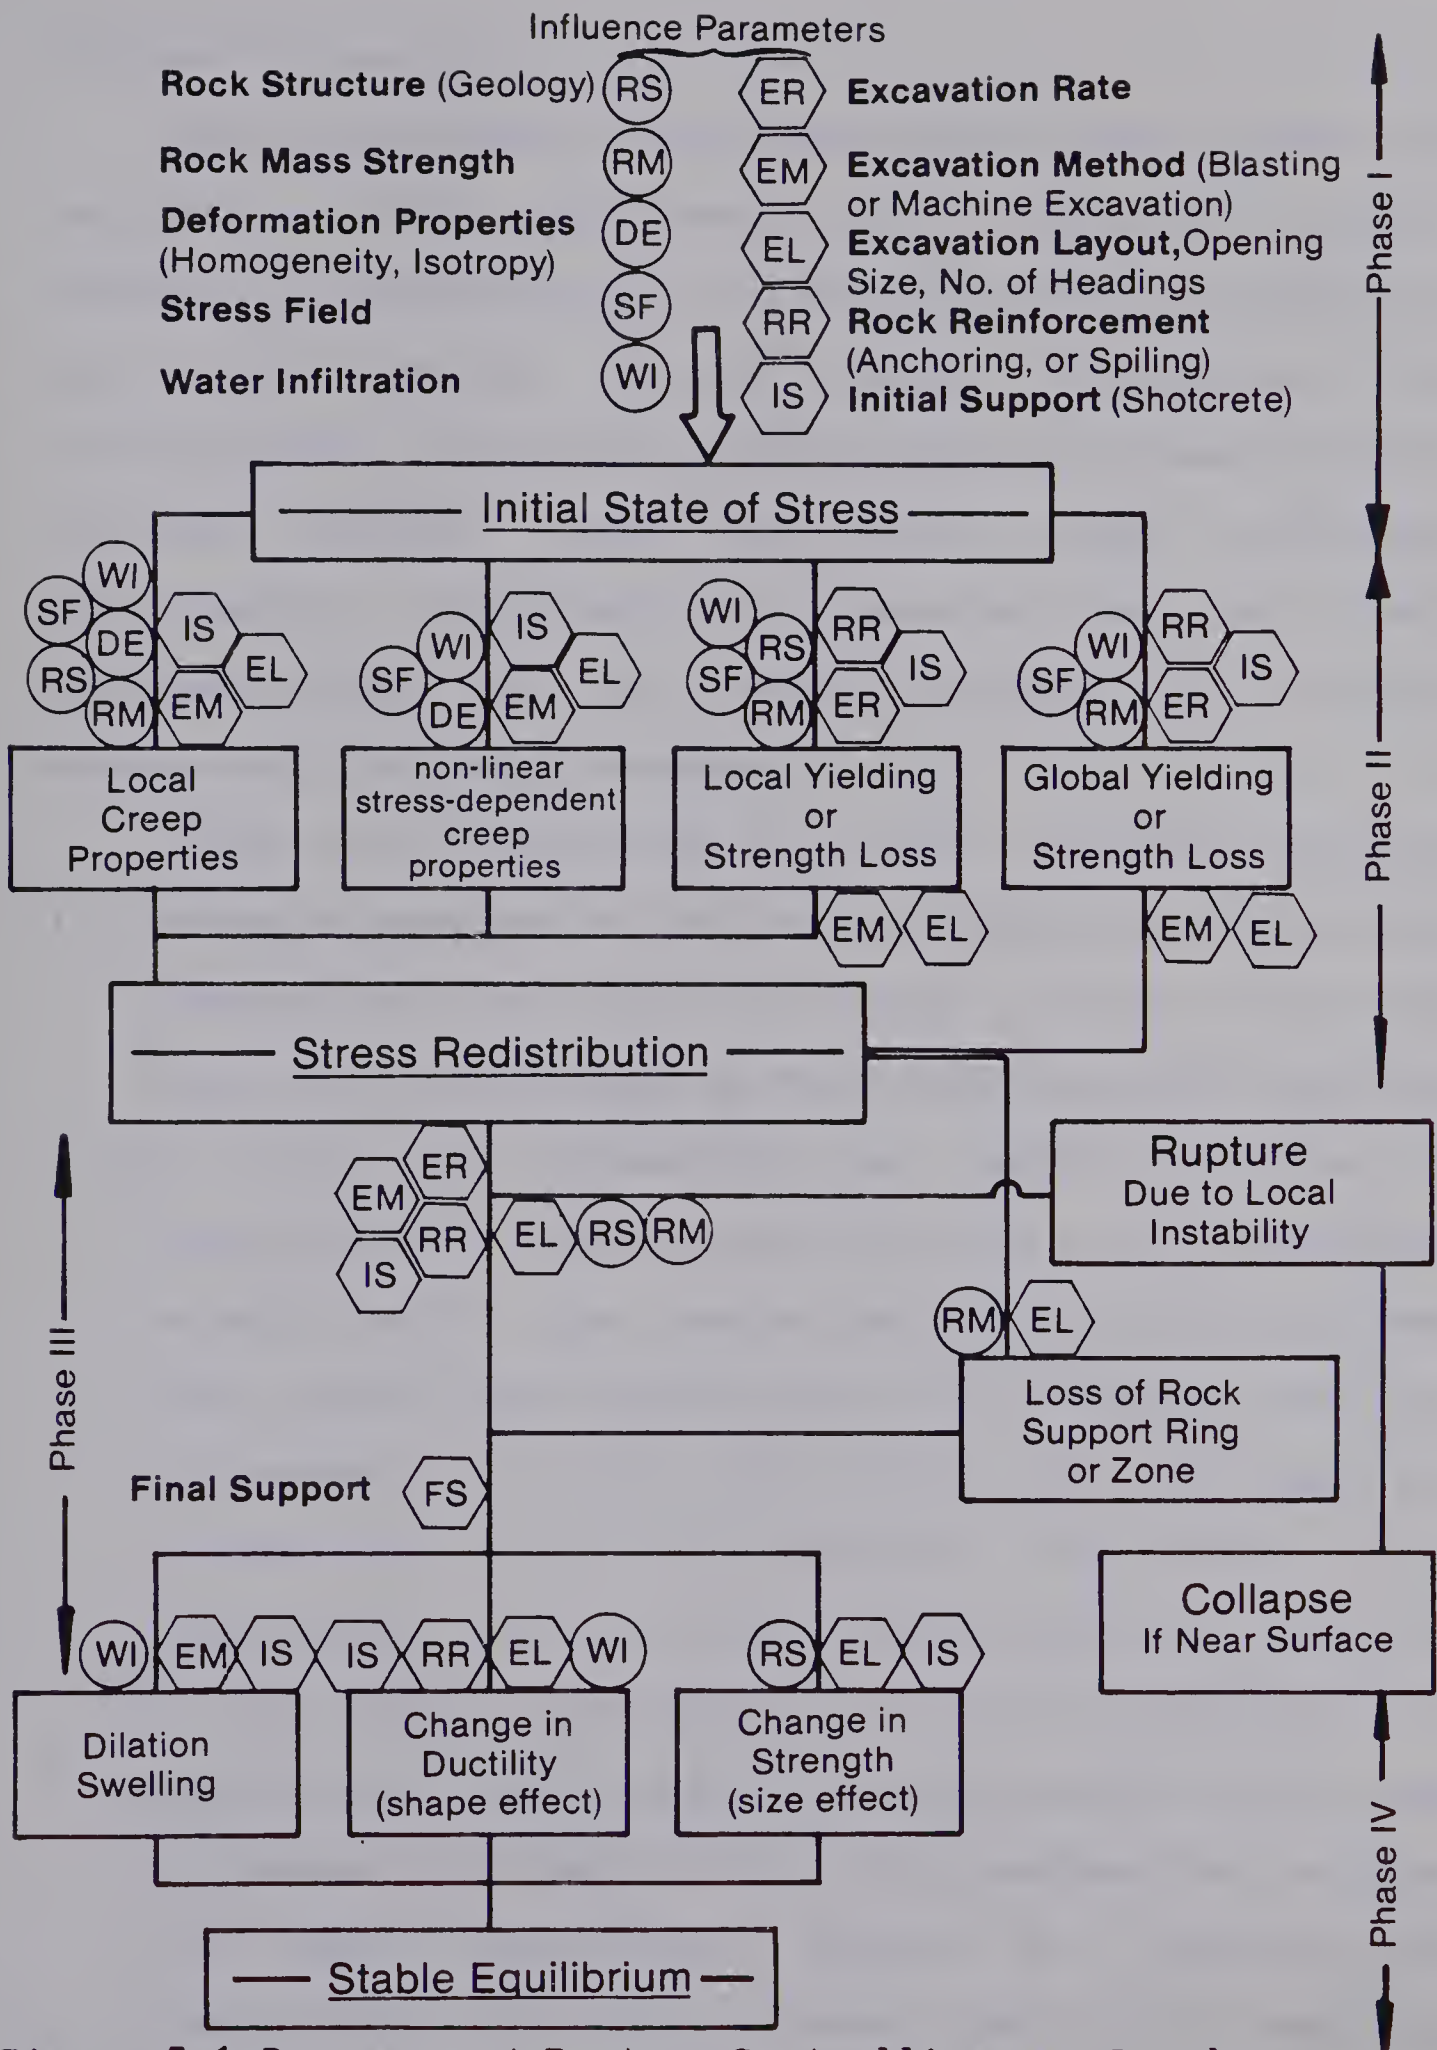 Influence Parameters
Rock Structure (Geology) RS ER Excavation Rate
Rock Mass Strength RM EM Excavation Method (Blasting
or Machine Excavation)
Deformation Properties DE EL Excavation Layout, Opening
(Homogeneity, Isotropy) Size, No. of Headings
Stress Field SF RR Rock Reinforcement
(Anchoring, or Spiling)
Water Infiltration WI IS Initial Support (Shotcrete)
Phase I
Initial State of Stress
WI SF DE RS RM IS EL EM
WI SF DE IS EL EM
WI RS SF RM RR IS ER
WI SF RM RR IS ER
Local
Creep
Properties
non-linear
stress-dependent
creep
properties
Local Yielding
or
Strength Loss
Global Yielding
or
Strength Loss
Phase II
EM EL
EM EL
Stress Redistribution
ER EM RR IS EL RS RM
Rupture
Due to Local
Instability
RM EL
Loss of Rock
Support Ring
or Zone
Phase III
Final Support FS
Collapse
If Near Surface
WI EM IS IS RR EL WI RS EL IS
Dilation
Swelling
Change in
Ductility
(shape effect)
Change in
Strength
(size effect)
Phase IV
Stable Equilibrium